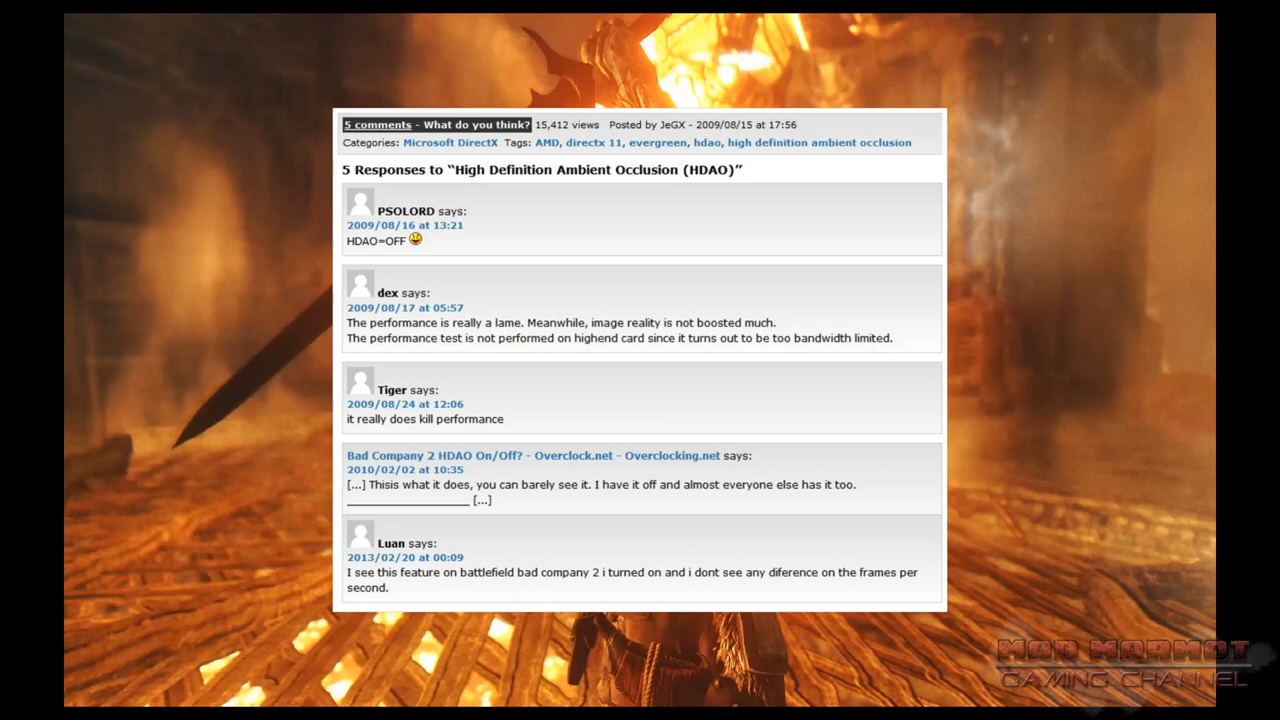 5 comments - What do you think? 15,412 views Posted by JeGX - 2009/08/15 at 17:56
Categories: Microsoft DirectX Tags: AMD, directx 11, evergreen, hdao, high definition ambient occlusion
5 Responses to “High Definition Ambient Occlusion (HDAO)”
PSOLORD says:
2009/08/16 at 13:21
HDAO=OFF
dex says:
2009/08/17 at 05:57
The performance is really a lame. Meanwhile, image reality is not boosted much.
The performance test is not performed on highend card since it turns out to be too bandwidth limited.
Tiger says:
2009/08/24 at 12:06
it really does kill performance
Bad Company 2 HDAO On/Off? - Overclock.net - Overclocking.net says:
2010/02/02 at 10:35
[...] Thisis what it does, you can barely see it. I have it off and almost everyone else has it too.
____________________ [...]
Luan says:
2013/02/20 at 00:09
I see this feature on battlefield bad company 2 i turned on and i dont see any diference on the frames per
second.
MAD MARMOT
GAMING CHANNEL